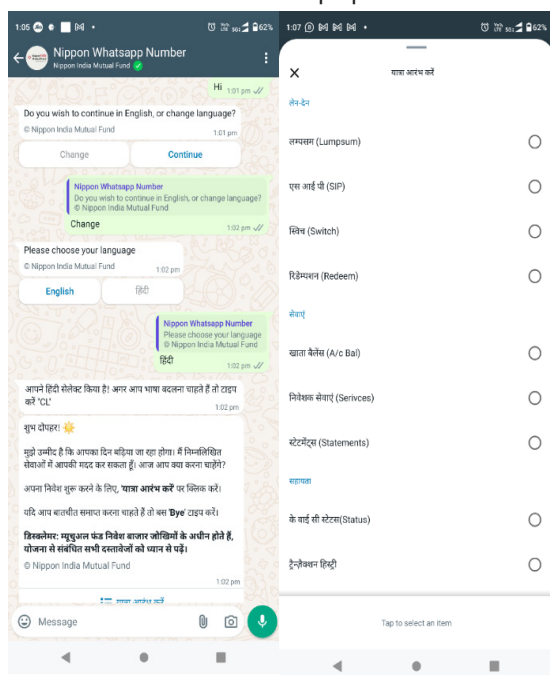 1:05
62%
Nippon Whatsapp Number
Nippon India Mutual Fund
Hi 1:01 pm
Do you wish to continue in English, or change language?
© Nippon India Mutual Fund
1:01 pm
Change
Continue
Nippon Whatsapp Number
Do you wish to continue in English, or change language?
© Nippon India Mutual Fund
Change
1:02 pm
Please choose your language
© Nippon India Mutual Fund
1:02 pm
English
हिंदी
Nippon Whatsapp Number
Please choose your language
© Nippon India Mutual Fund
हिंदी
1:02 pm
आपने हिंदी सेलेक्ट किया है! अगर आप भाषा बदलना चाहते हैं तो टाइप
करें "CL"
1:02 pm
शुभ दोपहर! ☀️
मुझे उम्मीद है कि आपका दिन बढ़िया जा रहा होगा। मैं निम्नलिखित
सेवाओं में आपकी मदद कर सकता हूँ। आज आप क्या करना चाहेंगे?
अपना निवेश शुरू करने के लिए, 'यात्रा आरंभ करें' पर क्लिक करें।
यदि आप बातचीत समाप्त करना चाहते हैं तो बस 'Bye' टाइप करें।
डिस्क्लेमर: म्यूचुअल फंड निवेश बाजार जोखिमों के अधीन होते हैं,
योजना से संबंधित सभी दस्तावेजों को ध्यान से पढ़ें।
© Nippon India Mutual Fund
1:02 pm
यात्रा आरंभ करें
Message
1:07
62%
यात्रा आरंभ करें
लेन-देन
लम्पसम (Lumpsum)
एस आई पी (SIP)
स्विच (Switch)
रिडेम्पशन (Redeem)
सेवाएं
खाता बैलेंस (A/c Bal)
निवेशक सेवाएं (Serivces)
स्टेटमेंट्स (Statements)
सहायता
के वाई सी स्टेटस(Status)
ट्रैन्ज़ैक्शन हिस्ट्री
Tap to select an item